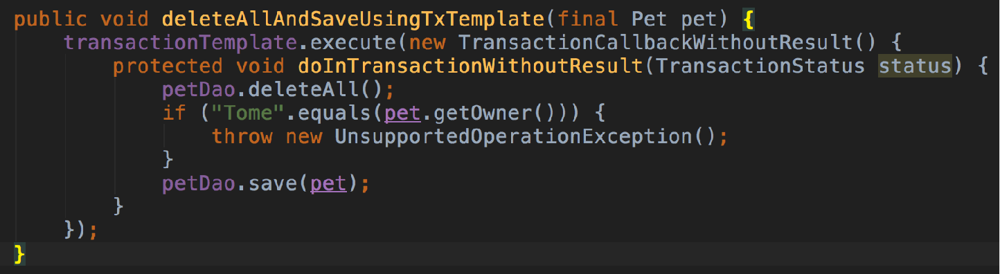 public void deleteAllAndSaveUsingTxTemplate(final Pet pet) {
    transactionTemplate.execute(new TransactionCallbackWithoutResult() {
        protected void doInTransactionWithoutResult(TransactionStatus status) {
            petDao.deleteAll();
            if ("Tome".equals(pet.getOwner())) {
                throw new UnsupportedOperationException();
            }
            petDao.save(pet);
        }
    });
}